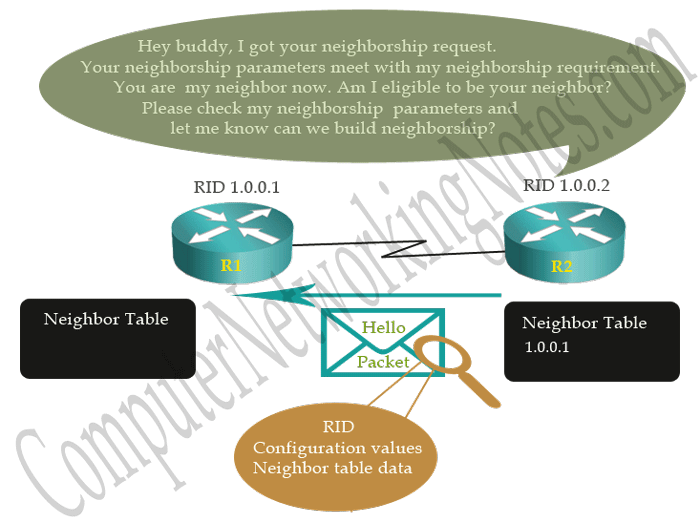 Hey buddy, I got your neighborship request.
Your neighborship parameters meet with my neighborship requirement.
You are my neighbor now. Am I eligible to be your neighbor?
Please check my neighborship parameters and
let me know can we build neighborship?
RID 1.0.0.1
RID 1.0.0.2
R1
R2
Neighbor Table
Neighbor Table
1.0.0.1
Hello
Packet
RID
Configuration values
Neighbor table data
ComputerNetworkingNotes.com